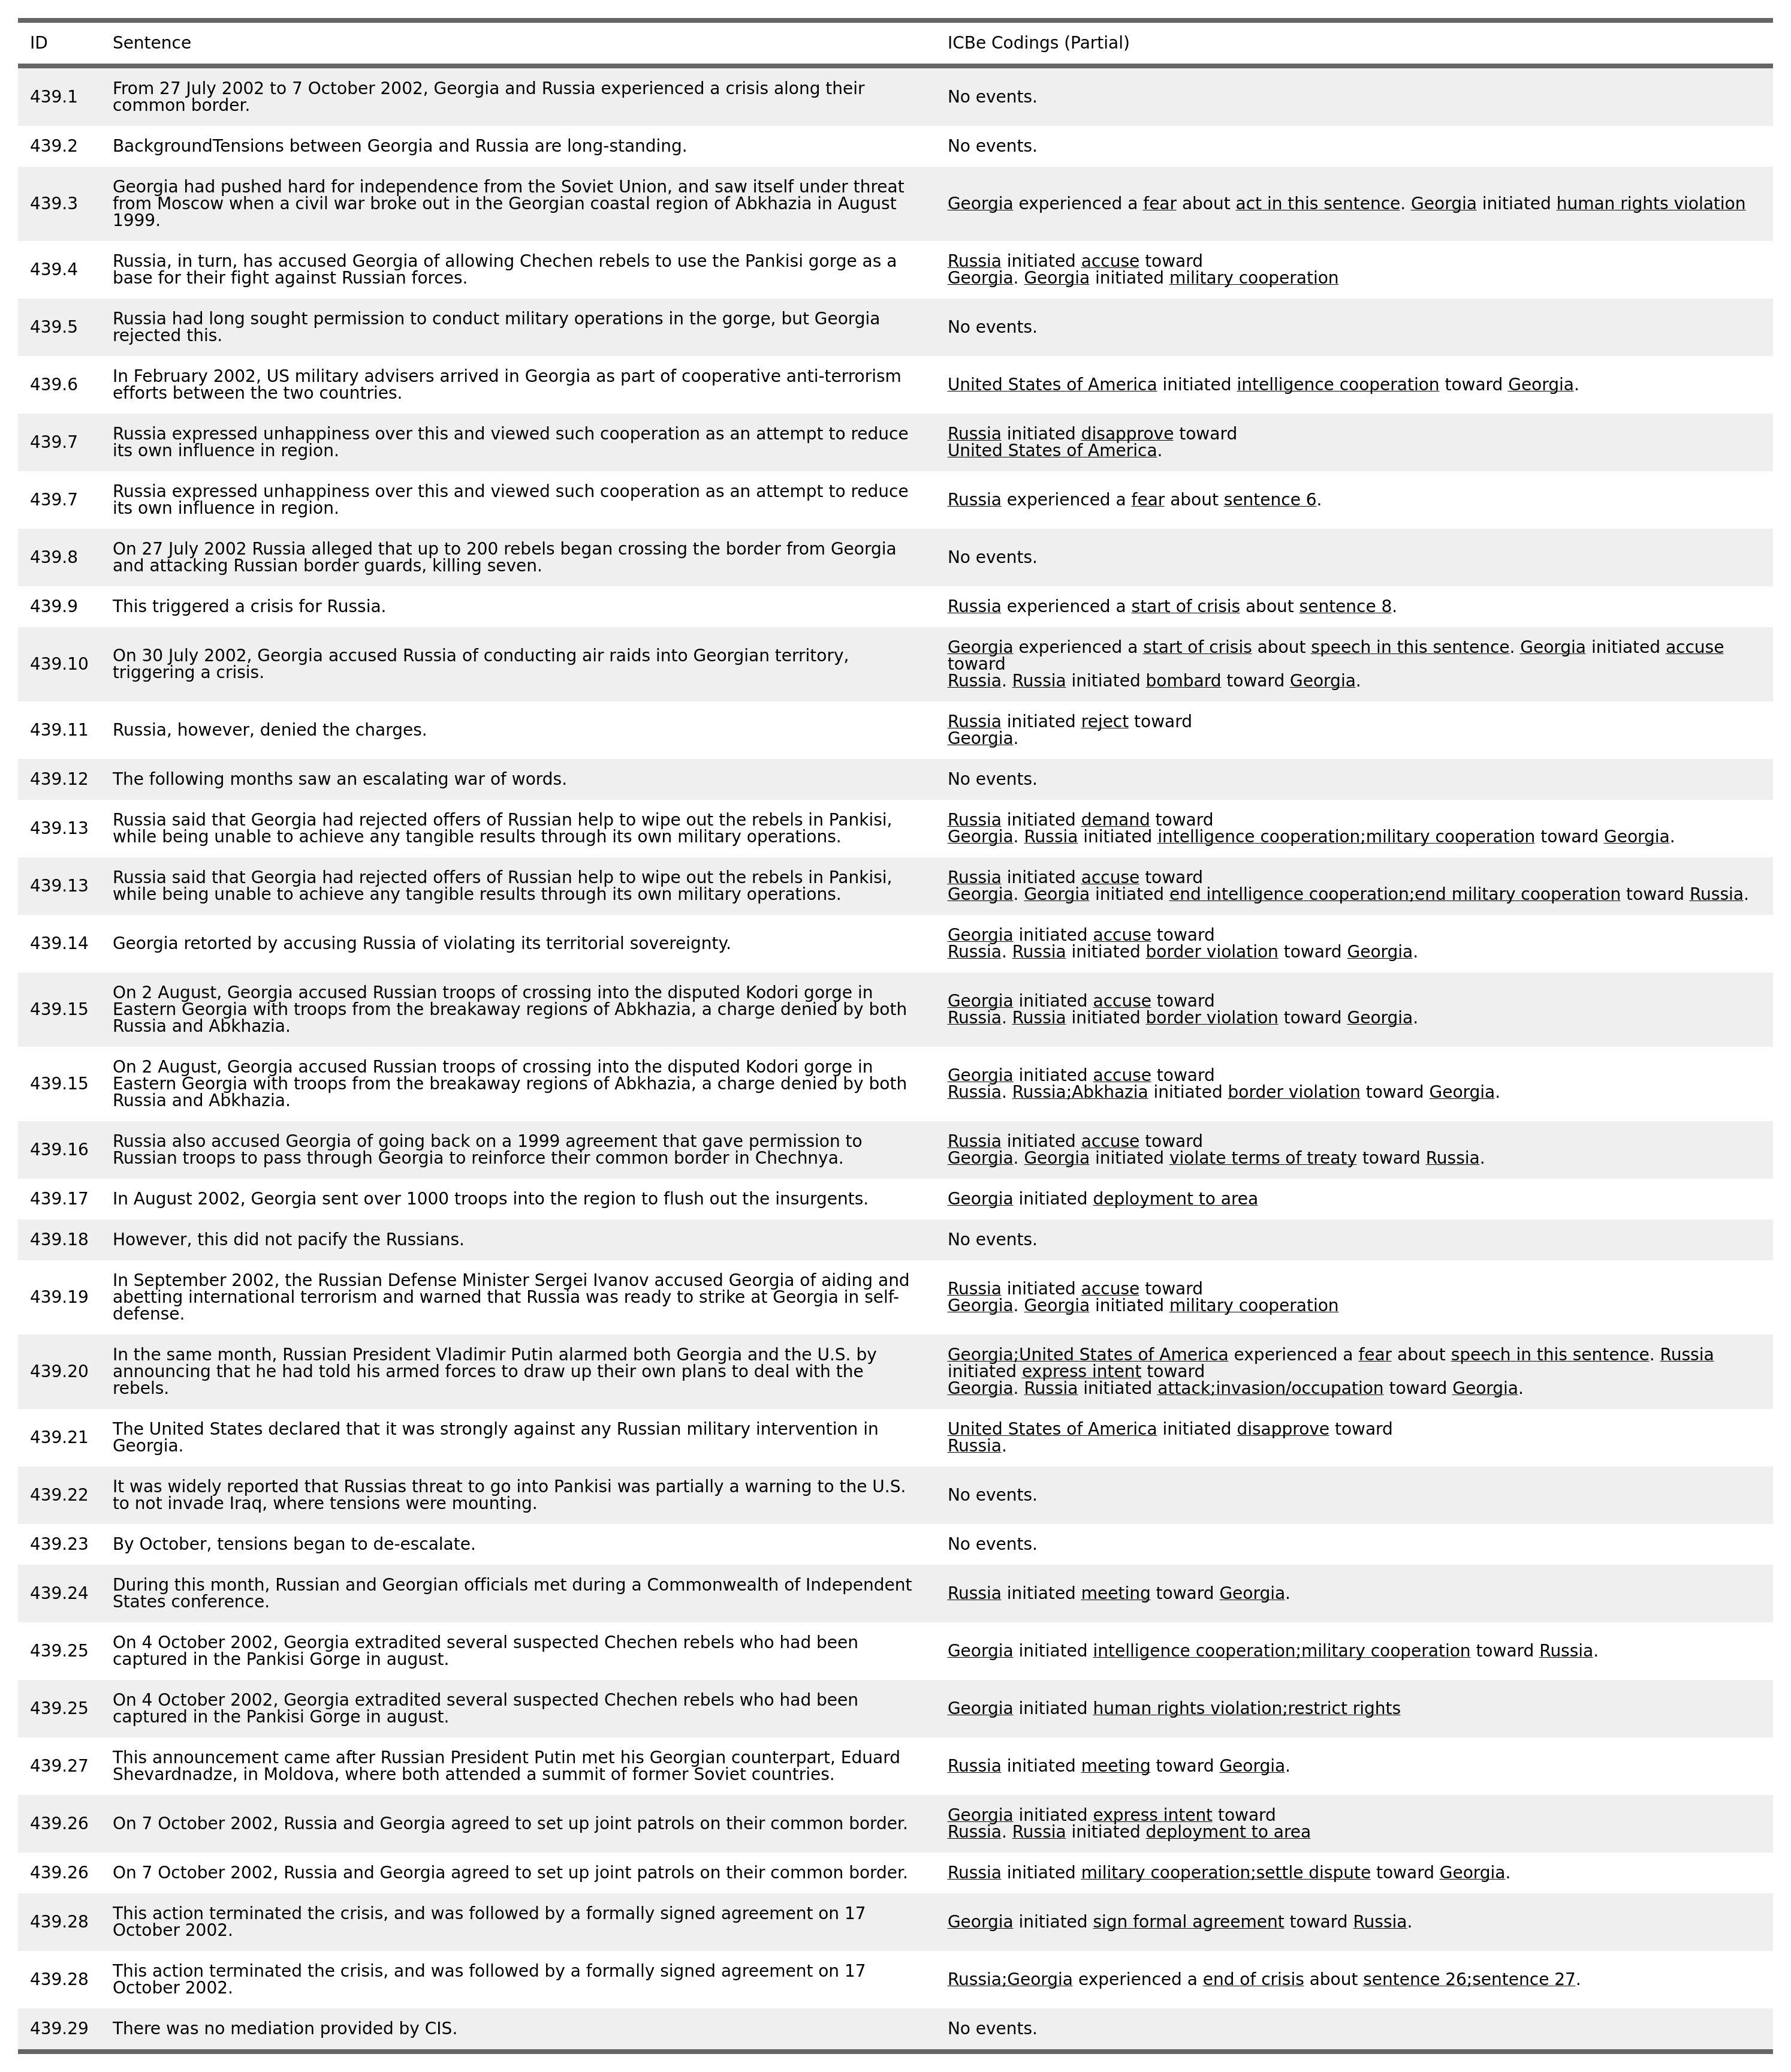 ID Sentence ICBe Codings (Partial)
439.1 From 27 July 2002 to 7 October 2002, Georgia and Russia experienced a crisis along their
common border. No events.
439.2 BackgroundTensions between Georgia and Russia are long-standing. No events.
439.3 Georgia had pushed hard for independence from the Soviet Union, and saw itself under threat
from Moscow when a civil war broke out in the Georgian coastal region of Abkhazia in August
1999. Georgia experienced a fear about act in this sentence. Georgia initiated human rights violation
439.4 Russia, in turn, has accused Georgia of allowing Chechen rebels to use the Pankisi gorge as a
base for their fight against Russian forces. Russia initiated accuse toward
Georgia. Georgia initiated military cooperation
439.5 Russia had long sought permission to conduct military operations in the gorge, but Georgia
rejected this. No events.
439.6 In February 2002, US military advisers arrived in Georgia as part of cooperative anti-terrorism
efforts between the two countries. United States of America initiated intelligence cooperation toward Georgia.
439.7 Russia expressed unhappiness over this and viewed such cooperation as an attempt to reduce
its own influence in region. Russia initiated disapprove toward
United States of America.
439.7 Russia expressed unhappiness over this and viewed such cooperation as an attempt to reduce
its own influence in region. Russia experienced a fear about sentence 6.
439.8 On 27 July 2002 Russia alleged that up to 200 rebels began crossing the border from Georgia
and attacking Russian border guards, killing seven. No events.
439.9 This triggered a crisis for Russia. Russia experienced a start of crisis about sentence 8.
439.10 On 30 July 2002, Georgia accused Russia of conducting air raids into Georgian territory,
triggering a crisis. Georgia experienced a start of crisis about speech in this sentence. Georgia initiated accuse
toward
Russia. Russia initiated bombard toward Georgia.
439.11 Russia, however, denied the charges. Russia initiated reject toward
Georgia.
439.12 The following months saw an escalating war of words. No events.
439.13 Russia said that Georgia had rejected offers of Russian help to wipe out the rebels in Pankisi,
while being unable to achieve any tangible results through its own military operations. Russia initiated demand toward
Georgia. Russia initiated intelligence cooperation;military cooperation toward Georgia.
439.13 Russia said that Georgia had rejected offers of Russian help to wipe out the rebels in Pankisi,
while being unable to achieve any tangible results through its own military operations. Russia initiated accuse toward
Georgia. Georgia initiated end intelligence cooperation;end military cooperation toward Russia.
439.14 Georgia retorted by accusing Russia of violating its territorial sovereignty. Georgia initiated accuse toward
Russia. Russia initiated border violation toward Georgia.
439.15 On 2 August, Georgia accused Russian troops of crossing into the disputed Kodori gorge in
Eastern Georgia with troops from the breakaway regions of Abkhazia, a charge denied by both
Russia and Abkhazia. Georgia initiated accuse toward
Russia. Russia initiated border violation toward Georgia.
439.15 On 2 August, Georgia accused Russian troops of crossing into the disputed Kodori gorge in
Eastern Georgia with troops from the breakaway regions of Abkhazia, a charge denied by both
Russia and Abkhazia. Georgia initiated accuse toward
Russia. Russia;Abkhazia initiated border violation toward Georgia.
439.16 Russia also accused Georgia of going back on a 1999 agreement that gave permission to
Russian troops to pass through Georgia to reinforce their common border in Chechnya. Russia initiated accuse toward
Georgia. Georgia initiated violate terms of treaty toward Russia.
439.17 In August 2002, Georgia sent over 1000 troops into the region to flush out the insurgents. Georgia initiated deployment to area
439.18 However, this did not pacify the Russians. No events.
439.19 In September 2002, the Russian Defense Minister Sergei Ivanov accused Georgia of aiding and
abetting international terrorism and warned that Russia was ready to strike at Georgia in self-
defense. Russia initiated accuse toward
Georgia. Georgia initiated military cooperation
439.20 In the same month, Russian President Vladimir Putin alarmed both Georgia and the U.S. by
announcing that he had told his armed forces to draw up their own plans to deal with the
rebels. Georgia;United States of America experienced a fear about speech in this sentence. Russia
initiated express intent toward
Georgia. Russia initiated attack;invasion/occupation toward Georgia.
439.21 The United States declared that it was strongly against any Russian military intervention in
Georgia. United States of America initiated disapprove toward
Russia.
439.22 It was widely reported that Russias threat to go into Pankisi was partially a warning to the U.S.
to not invade Iraq, where tensions were mounting. No events.
439.23 By October, tensions began to de-escalate. No events.
439.24 During this month, Russian and Georgian officials met during a Commonwealth of Independent
States conference. Russia initiated meeting toward Georgia.
439.25 On 4 October 2002, Georgia extradited several suspected Chechen rebels who had been
captured in the Pankisi Gorge in august. Georgia initiated intelligence cooperation;military cooperation toward Russia.
439.25 On 4 October 2002, Georgia extradited several suspected Chechen rebels who had been
captured in the Pankisi Gorge in august. Georgia initiated human rights violation;restrict rights
439.27 This announcement came after Russian President Putin met his Georgian counterpart, Eduard
Shevardnadze, in Moldova, where both attended a summit of former Soviet countries. Russia initiated meeting toward Georgia.
439.26 On 7 October 2002, Russia and Georgia agreed to set up joint patrols on their common border. Georgia initiated express intent toward
Russia. Russia initiated deployment to area
439.26 On 7 October 2002, Russia and Georgia agreed to set up joint patrols on their common border. Russia initiated military cooperation;settle dispute toward Georgia.
439.28 This action terminated the crisis, and was followed by a formally signed agreement on 17
October 2002. Georgia initiated sign formal agreement toward Russia.
439.28 This action terminated the crisis, and was followed by a formally signed agreement on 17
October 2002. Russia;Georgia experienced a end of crisis about sentence 26;sentence 27.
439.29 There was no mediation provided by CIS. No events.